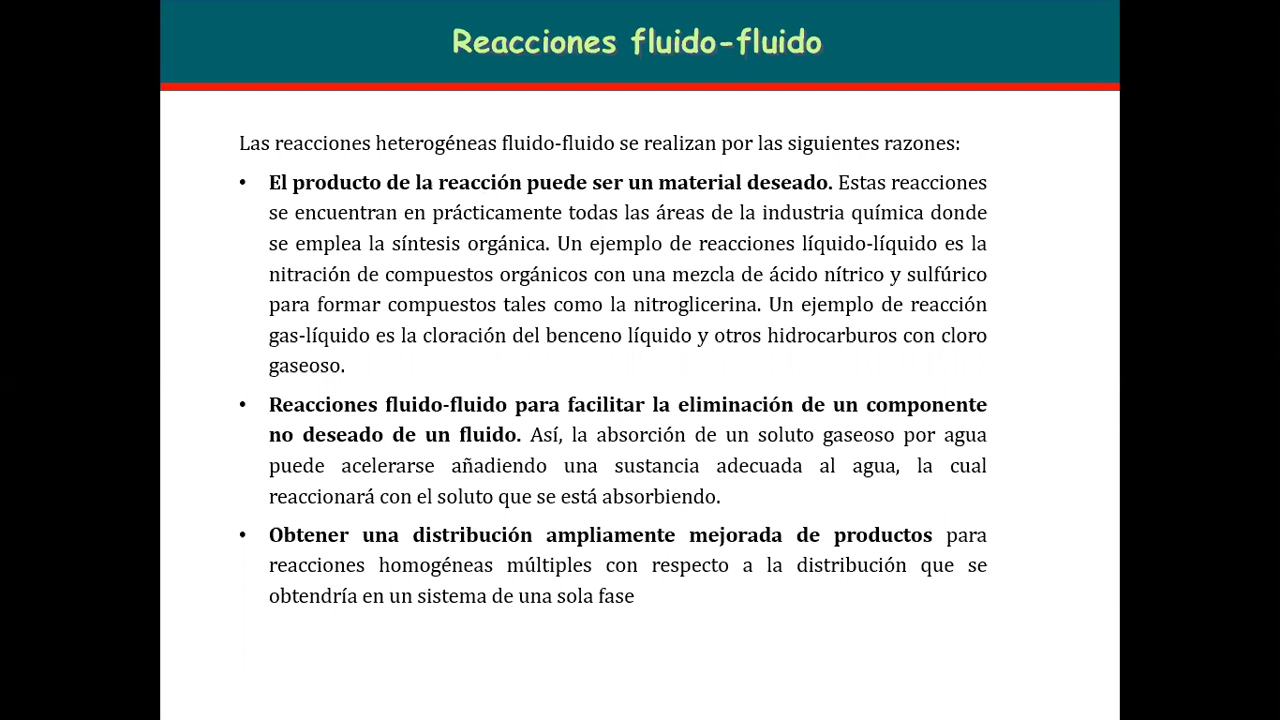 Reacciones fluido-fluido
Las reacciones heterogéneas fluido-fluido se realizan por las siguientes razones:
• El producto de la reacción puede ser un material deseado. Estas reacciones
se encuentran en prácticamente todas las áreas de la industria química donde
se emplea la síntesis orgánica. Un ejemplo de reacciones líquido-líquido es la
nitración de compuestos orgánicos con una mezcla de ácido nítrico y sulfúrico
para formar compuestos tales como la nitroglicerina. Un ejemplo de reacción
gas-líquido es la cloración del benceno líquido y otros hidrocarburos con cloro
gaseoso.
• Reacciones fluido-fluido para facilitar la eliminación de un componente
no deseado de un fluido. Así, la absorción de un soluto gaseoso por agua
puede acelerarse añadiendo una sustancia adecuada al agua, la cual
reaccionará con el soluto que se está absorbiendo.
• Obtener una distribución ampliamente mejorada de productos para
reacciones homogéneas múltiples con respecto a la distribución que se
obtendría en un sistema de una sola fase